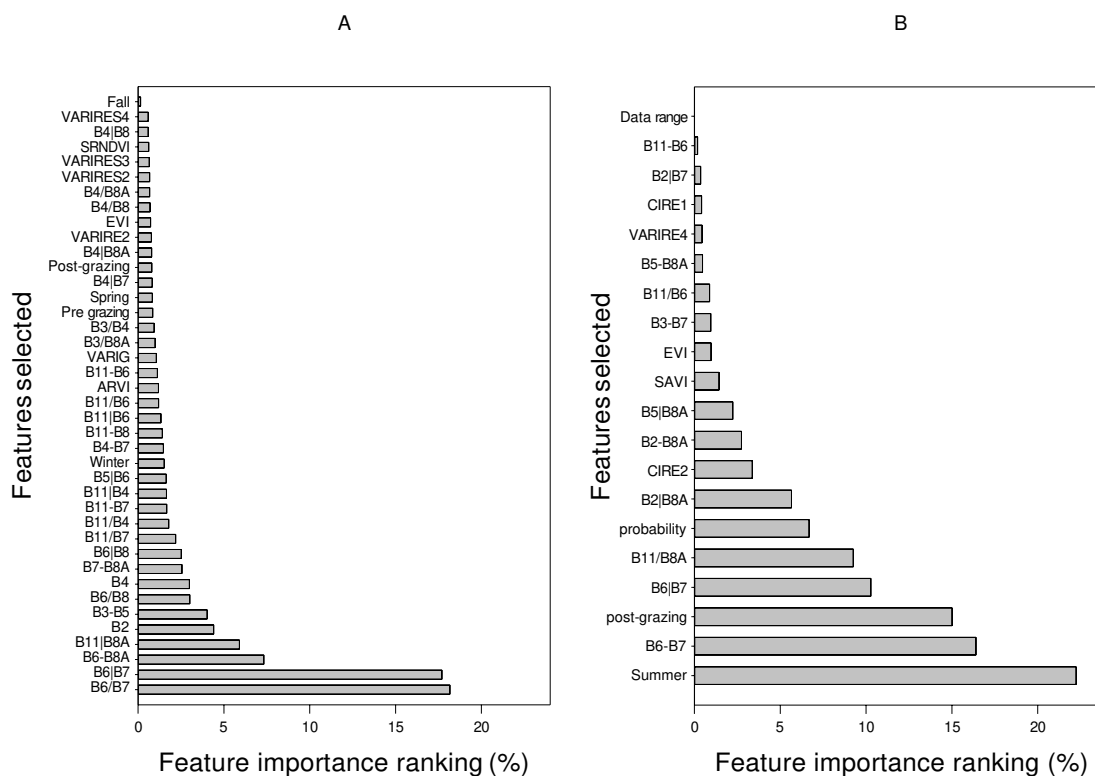 A
Features selected
Fall
VARIRES4
B4|B8
SRNDVI
VARIRES3
VARIRES2
B4/B8A
B4/B8
EVI
VARIRE2
B4|B8A
Post-grazing
B4|B7
Spring
Pre grazing
B3/B4
B3/B8A
VARIG
B11-B6
ARVI
B11/B6
B11|B6
B11-B8
B4-B7
Winter
B5|B6
B11|B4
B11-B7
B11/B4
B11/B7
B6|B8
B7-B8A
B4
B6/B8
B3-B5
B2
B11|B8A
B6-B8A
B6|B7
B6/B7
0 5 10 15 20
Feature importance ranking (%)
B
Features selected
Data range
B11-B6
B2|B7
CIRE1
VARIRE4
B5-B8A
B11/B6
B3-B7
EVI
SAVI
B5|B8A
B2-B8A
CIRE2
B2|B8A
probability
B11/B8A
B6|B7
post-grazing
B6-B7
Summer
0 5 10 15 20
Feature importance ranking (%)